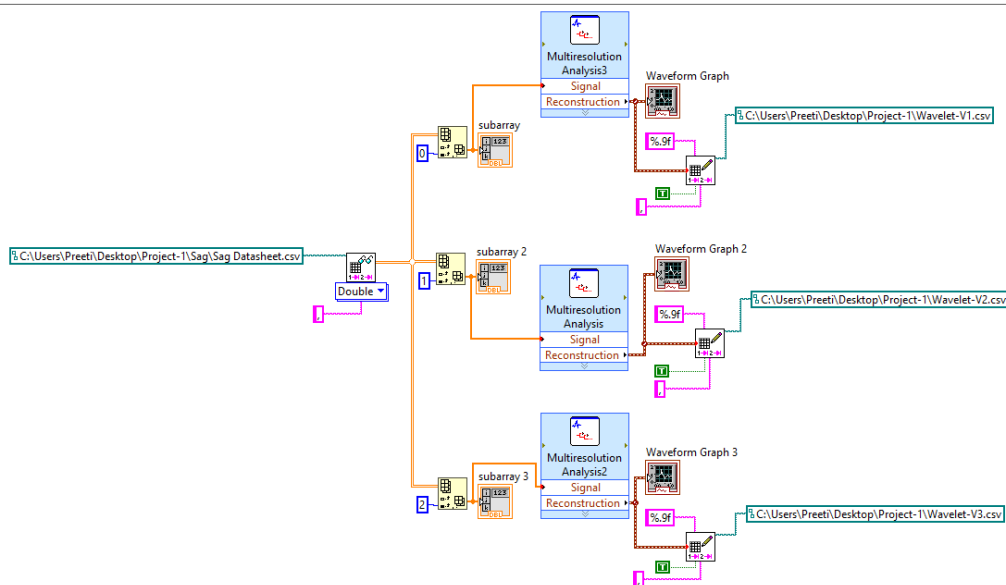 Multiresolution
Analysis3
Signal
Reconstruction
Waveform Graph
C:\Users\Preeti\Desktop\Project-1\Wavelet-V1.csv
subarray
0
%.9f
T
,
C:\Users\Preeti\Desktop\Project-1\Sag\Sag Datasheet.csv
Double
,
subarray 2
1
Multiresolution
Analysis
Signal
Reconstruction
Waveform Graph 2
C:\Users\Preeti\Desktop\Project-1\Wavelet-V2.csv
%.9f
T
,
Multiresolution
Analysis2
Signal
Reconstruction
Waveform Graph 3
subarray 3
2
C:\Users\Preeti\Desktop\Project-1\Wavelet-V3.csv
%.9f
T
,